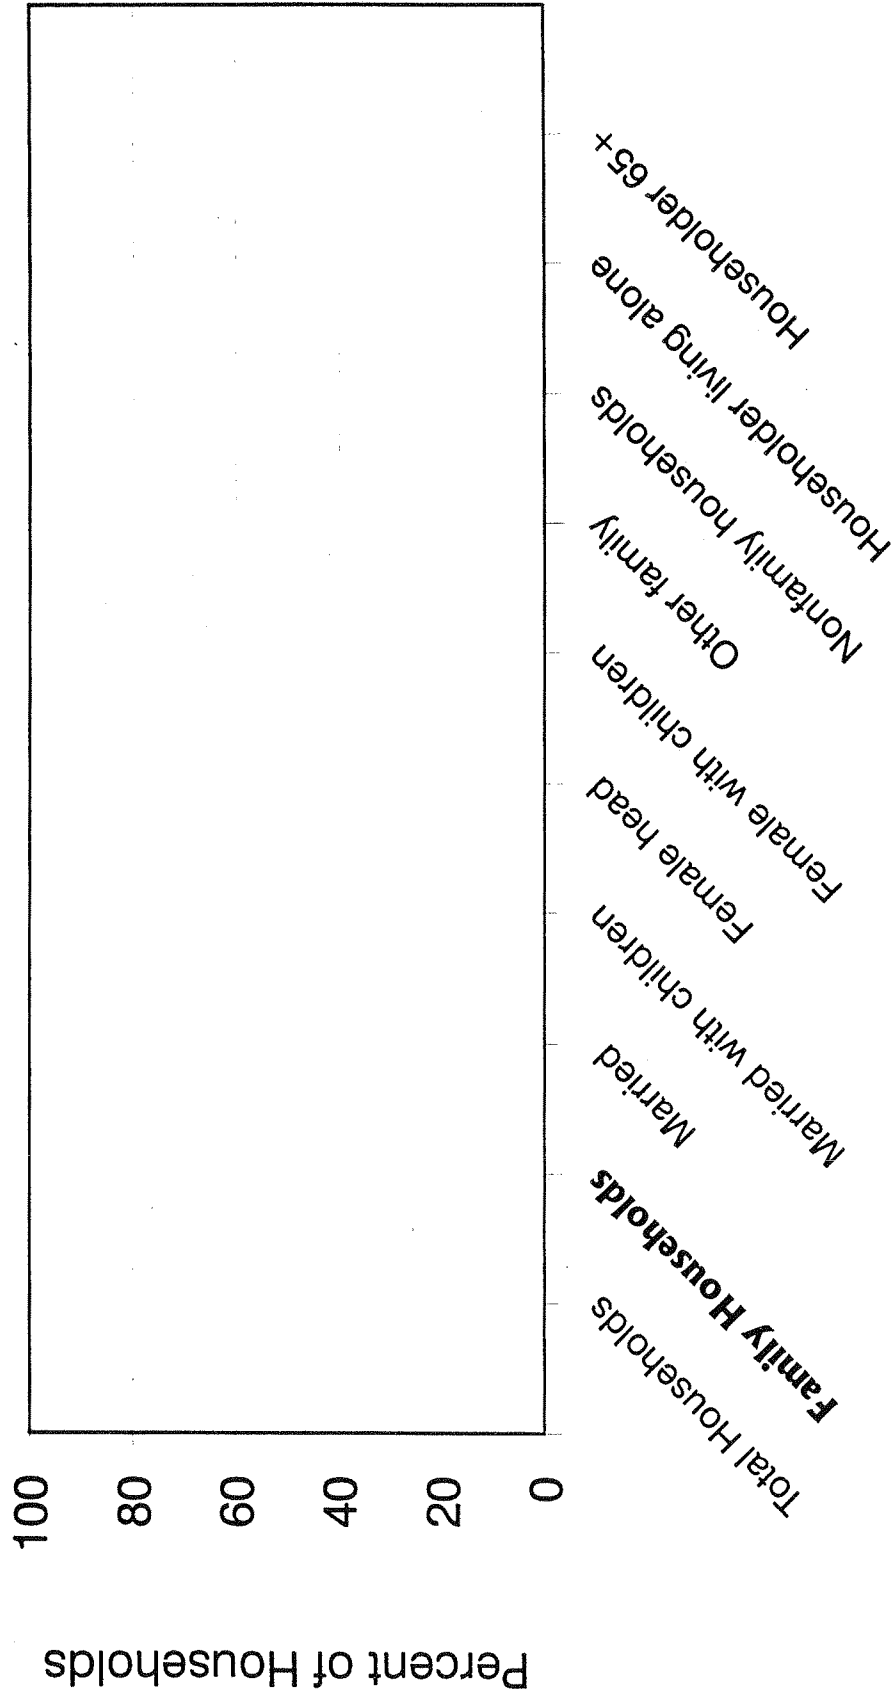 Percent of Households
100
80
60
40
20
0
Total Households
Family Households
Married
Married with children
Female head
Female with children
Other family
Nonfamily households
Householder living alone
Householder 65+